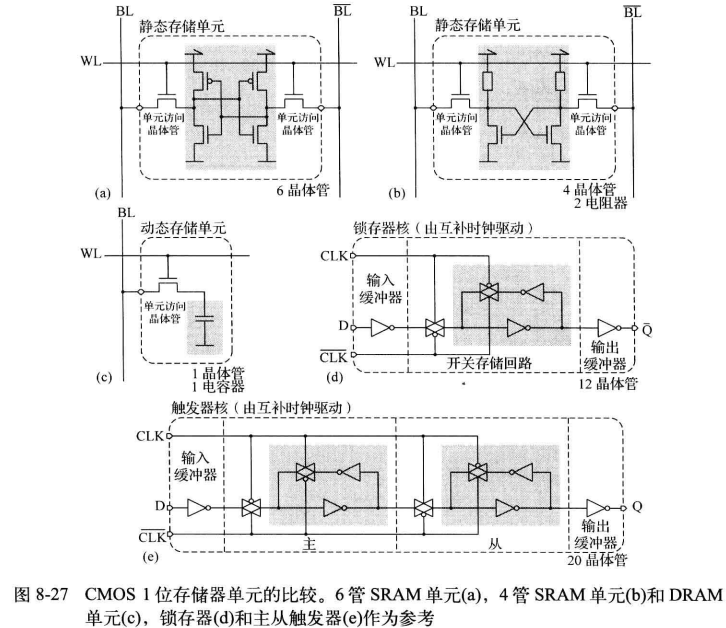 BL
B̅L̅
BL
B̅L̅
静态存储单元
静态存储单元
WL
WL
单元访问
晶体管
单元访问
晶体管
单元访问
晶体管
单元访问
晶体管
(a)
6 晶体管
(b)
4 晶体管
2 电阻器
BL
动态存储单元
WL
单元访问
晶体管
(c)
1 晶体管
1 电容器
锁存器核（由互补时钟驱动）
CLK
输入
缓冲器
D
Q̅
C̅L̅K̅
开关存储回路
输出
缓冲器
(d)
12 晶体管
触发器核（由互补时钟驱动）
CLK
输入
缓冲器
D
Q
C̅L̅K̅
主
从
输出
缓冲器
(e)
20 晶体管
图 8-27 CMOS 1 位存储器单元的比较。6 管 SRAM 单元(a)，4 管 SRAM 单元(b)和 DRAM
单元(c)，锁存器(d)和主从触发器(e)作为参考